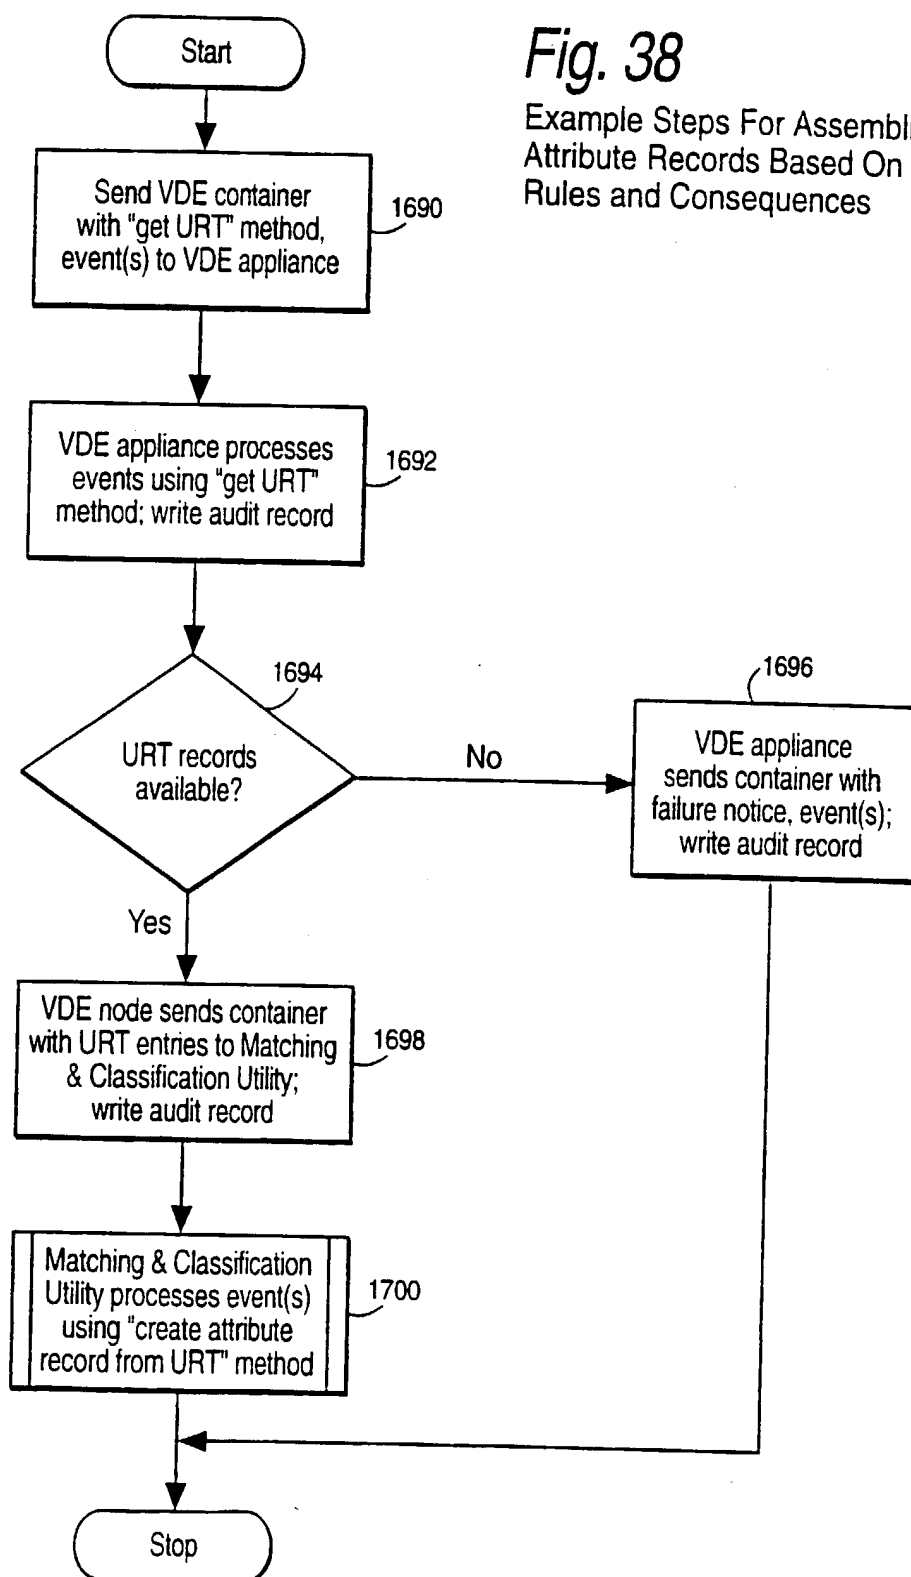 Start
Fig. 38
Example Steps For Assembli
Attribute Records Based On
Rules and Consequences
Send VDE container
with "get URT" method,
event(s) to VDE appliance
1690
VDE appliance processes
events using "get URT"
method; write audit record
1692
URT records
available?
1694
No
1696
VDE appliance
sends container with
failure notice, event(s);
write audit record
Yes
VDE node sends container
with URT entries to Matching
& Classification Utility;
write audit record
1698
Matching & Classification
Utility processes event(s)
using "create attribute
record from URT" method
1700
Stop